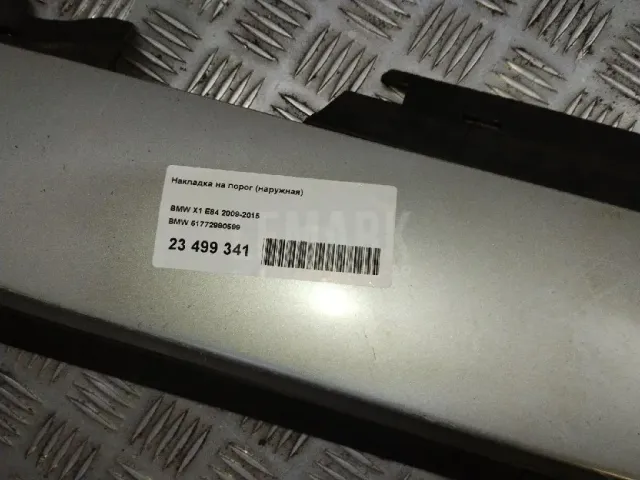 Накладка на порог (наружная)
BMW X1 E84 2009-2015
BMW 51772990599
23 499 341